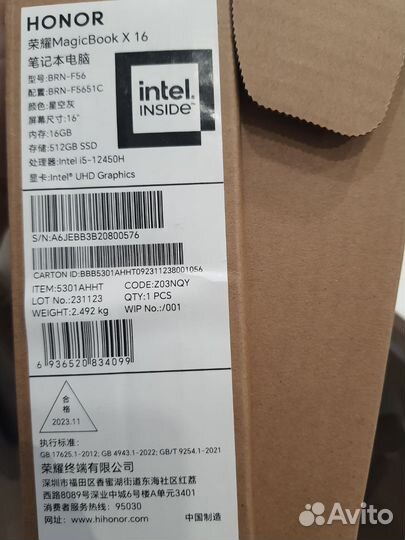 HONOR
荣耀MagicBook X 16
笔记本电脑
型号:BRN-F56
配置:BRN-F5651C
颜色:星空灰
屏幕尺寸:16"
内存:16GB
存储:512GB SSD
处理器:Intel i5-12450H
显卡:Intel® UHD Graphics
intel
INSIDE™
S/N:A6JEBB3B20800576
CARTON ID:BBB5301AHHT092311238001056
ITEM:5301AHHT CODE:Z03NQY
LOT No:231123 QTY:1 PCS
WEIGHT:2.492 kg WIP No:/001
6 936520 834099
合格
2023.11
执行标准:
GB 17625.1-2012; GB 4943.1-2022; GB/T 9254.1-2021
荣耀终端有限公司
深圳市福田区香蜜湖街道东海社区红荔
西路8089号深业中城6号楼A单元3401
消费者服务热线: 95030
网址: www.hihonor.com 中国制造
Avito